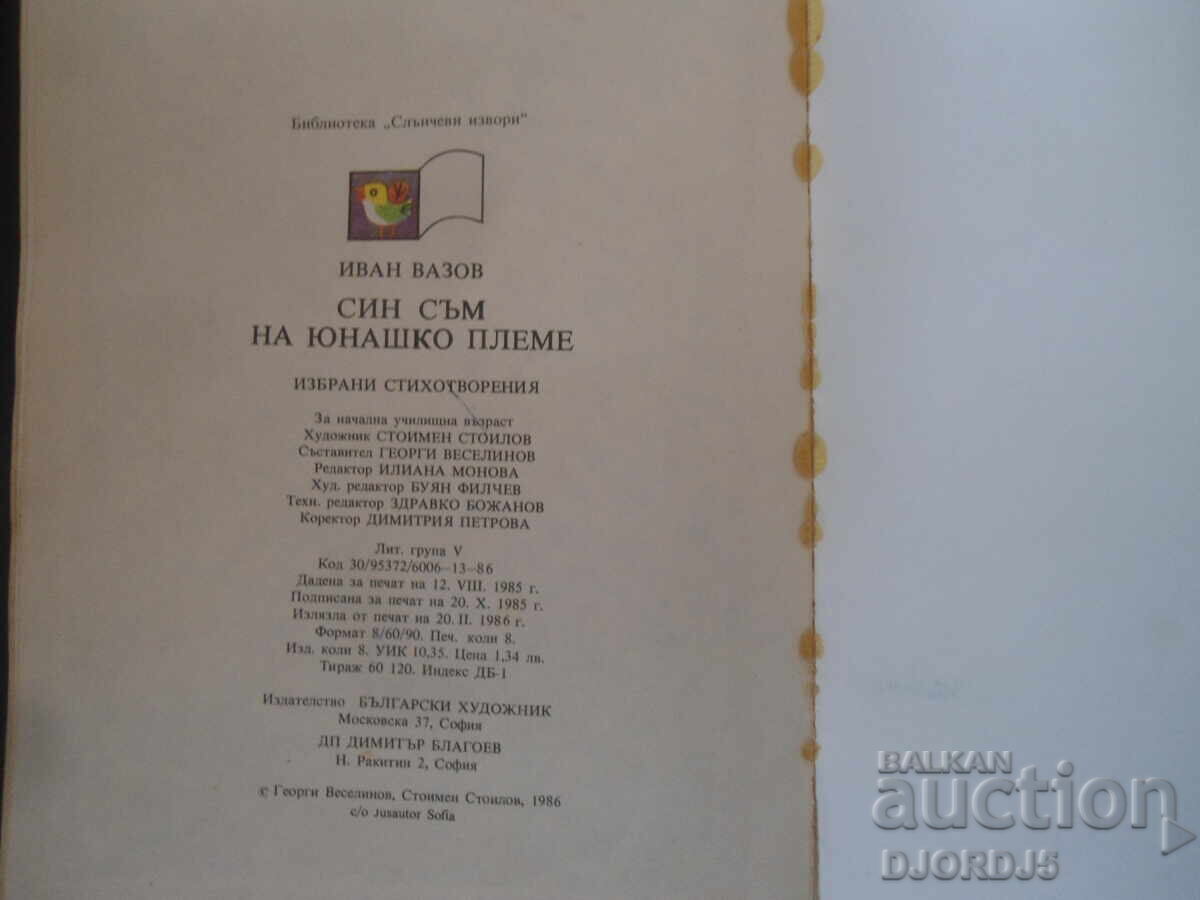 Библиотека „Слънчеви извори"
ИВАН ВАЗОВ
СИН СЪМ
НА ЮНАШКО ПЛЕМЕ
ИЗБРАНИ СТИХОТВОРЕНИЯ
За начална училищна възраст
Художник СТОИМЕН СТОИЛОВ
Съставител ГЕОРГИ ВЕСЕЛИНОВ
Редактор ИЛИАНА МОНОВА
Худ. редактор БУЯН ФИЛЧЕВ
Техн. редактор ЗДРАВКО БОЖАНОВ
Коректор ДИМИТРИЯ ПЕТРОВА
Лит. група V
Код 30/95372/6006—13—86
Дадена за печат на 12. VIII. 1985 г.
Подписана за печат на 20. X. 1985 г.
Излязла от печат на 20. II. 1986 г.
Формат 8/60/90. Печ. коли 8.
Изд. коли 8. УИК 10,35. Цена 1,34 лв.
Тираж 60 120. Индекс ДБ-1
Издателство БЪЛГАРСКИ ХУДОЖНИК
Московска 37, София
ДП ДИМИТЪР БЛАГОЕВ
Н. Ракитин 2, София
© Георги Веселинов, Стоимен Стоилов, 1986
c/o Jusautor Sofia
BALKAN
auction
DJORDJ5